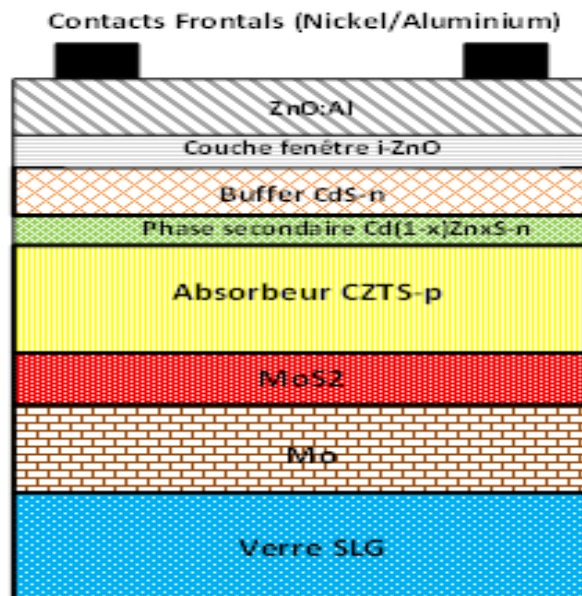 Contacts Frontals (Nickel/Aluminium)
ZnO:Al
Couche fenêtre i-ZnO
Buffer CdS-n
Phase secondaire Cd(1-x)ZnxS-n
Absorbeur CZTS-p
MoS2
Mo
Verre SLG